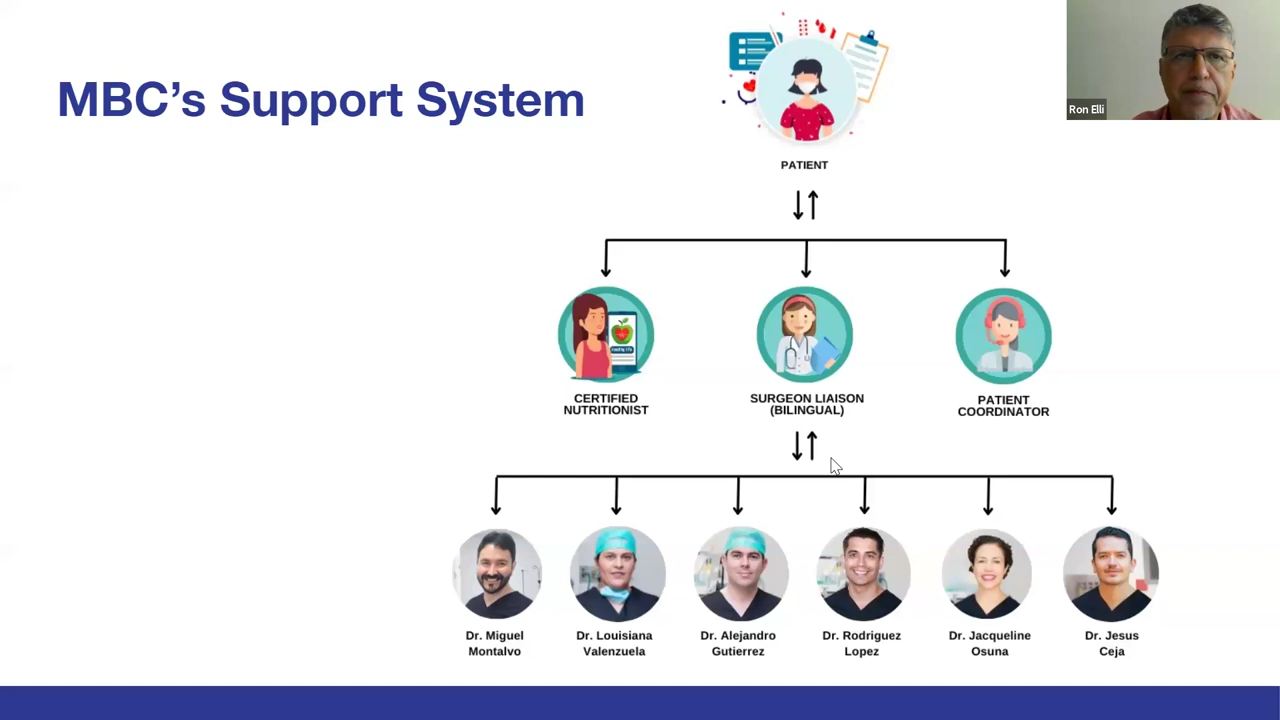 MBC’s Support System
Ron Elli
PATIENT
CERTIFIED
NUTRITIONIST
SURGEON LIAISON
(BILINGUAL)
PATIENT
COORDINATOR
Dr. Miguel
Montalvo
Dr. Louisiana
Valenzuela
Dr. Alejandro
Gutierrez
Dr. Rodriguez
Lopez
Dr. Jacqueline
Osuna
Dr. Jesus
Ceja